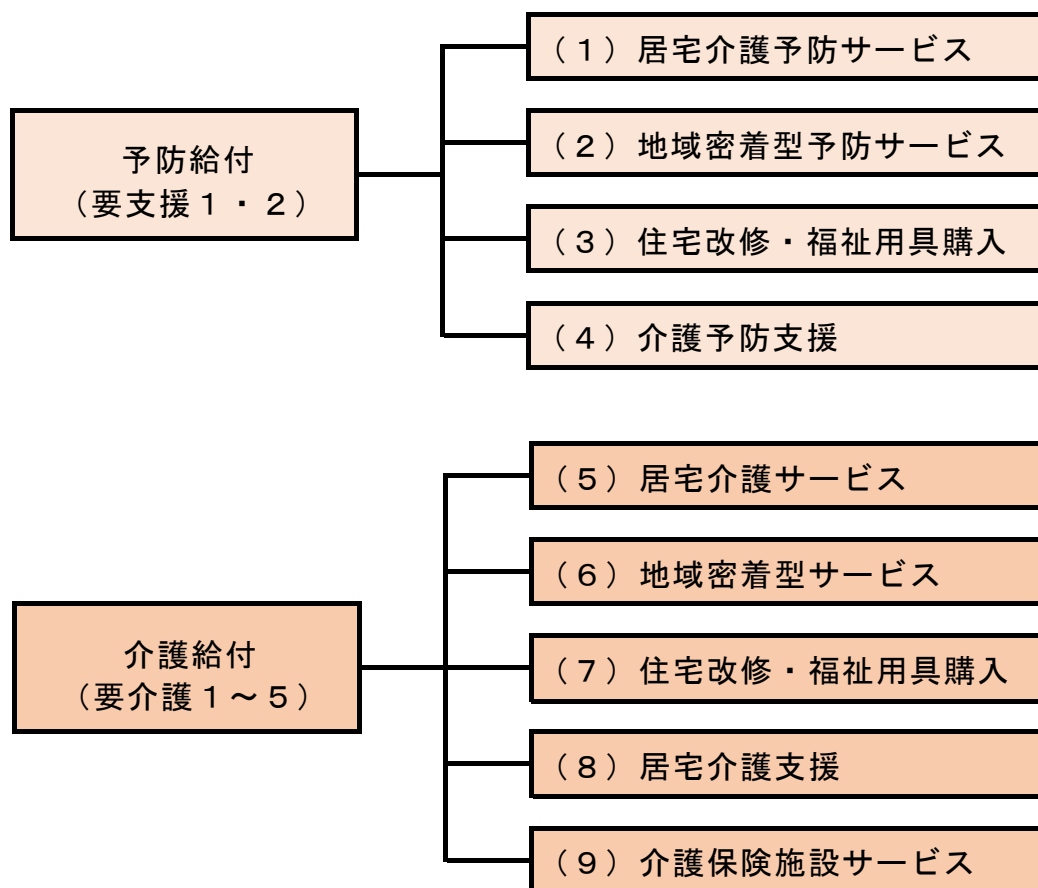 （１）居宅介護予防サービス
予防給付
（要支援１・２）
（２）地域密着型予防サービス
（３）住宅改修・福祉用具購入
（４）介護予防支援
（５）居宅介護サービス
（６）地域密着型サービス
介護給付
（要介護１～５）
（７）住宅改修・福祉用具購入
（８）居宅介護支援
（９）介護保険施設サービス